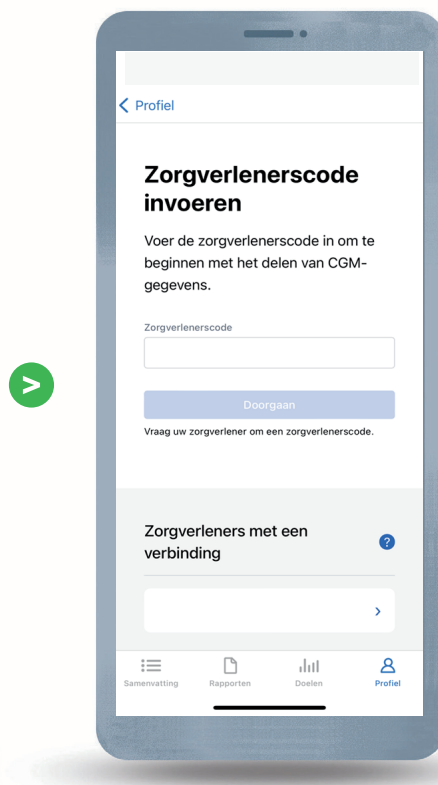 Profiel
Zorgverlenerscode
invoeren
Voer de zorgverlenerscode in om te
beginnen met het delen van CGM-
gegevens.
Zorgverlenerscode
Doorgaan
Vraag uw zorgverlener om een zorgverlenerscode.
>
Zorgverleners met een
verbinding
?
Samenvatting Rapporten Doelen Profiel